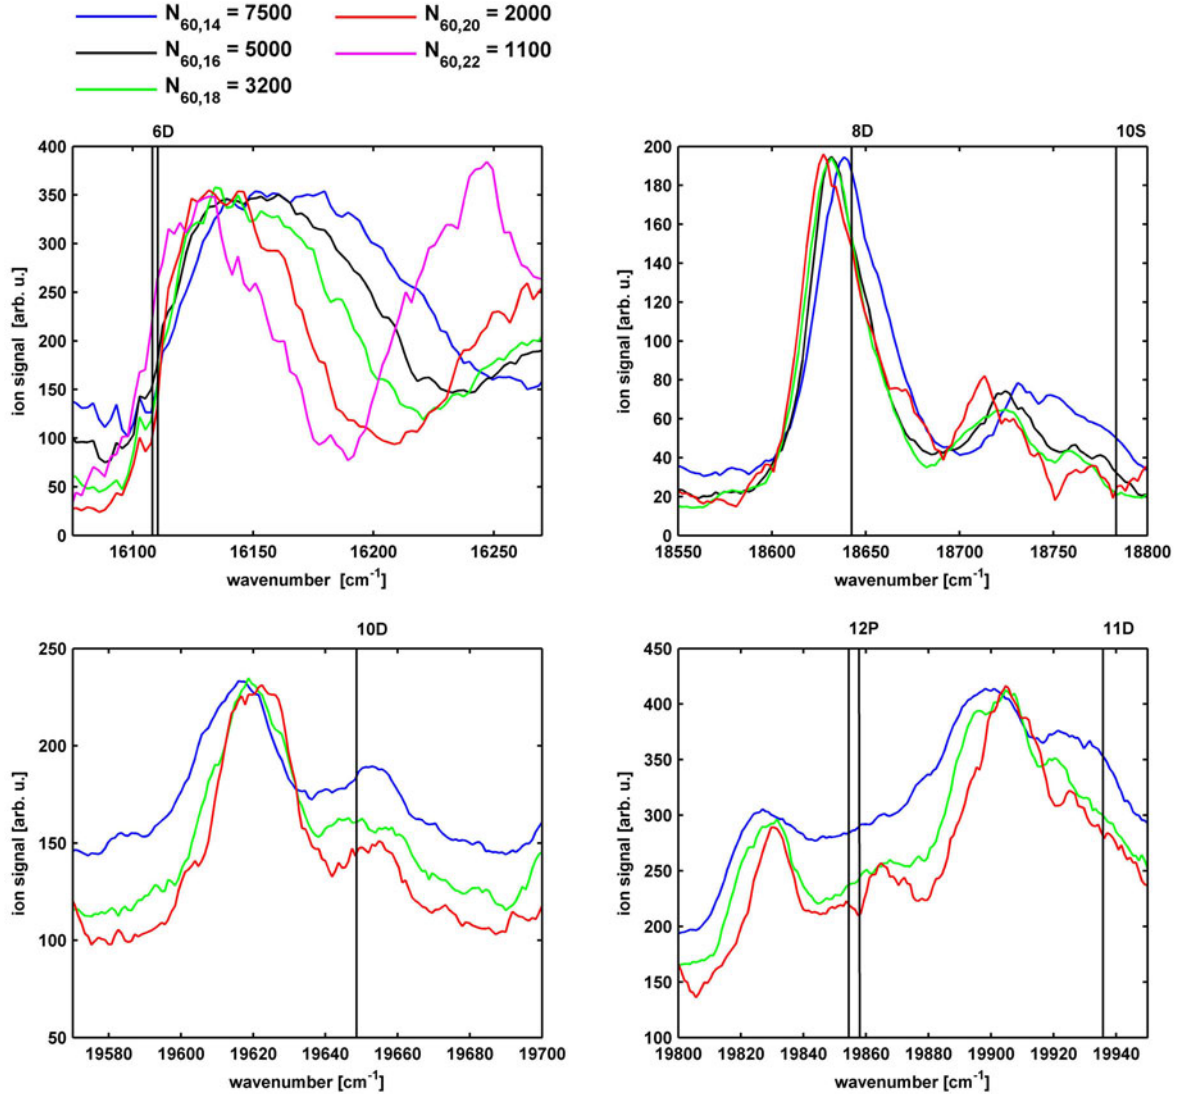 N60,14 = 7500 N60,20 = 2000
N60,16 = 5000 N60,22 = 1100
N60,18 = 3200
6D
400
350
300
250
200
150
100
50
0
ion signal [arb. u.]
16100 16150 16200 16250
wavenumber [cm-1]
8D 10S
200
180
160
140
120
100
80
60
40
20
0
ion signal [arb. u.]
18550 18600 18650 18700 18750 18800
wavenumber [cm-1]
10D
250
200
150
100
50
ion signal [arb. u.]
19580 19600 19620 19640 19660 19680 19700
wavenumber [cm-1]
12P 11D
450
400
350
300
250
200
150
100
ion signal [arb. u.]
19800 19820 19840 19860 19880 19900 19920 19940
wavenumber [cm-1]